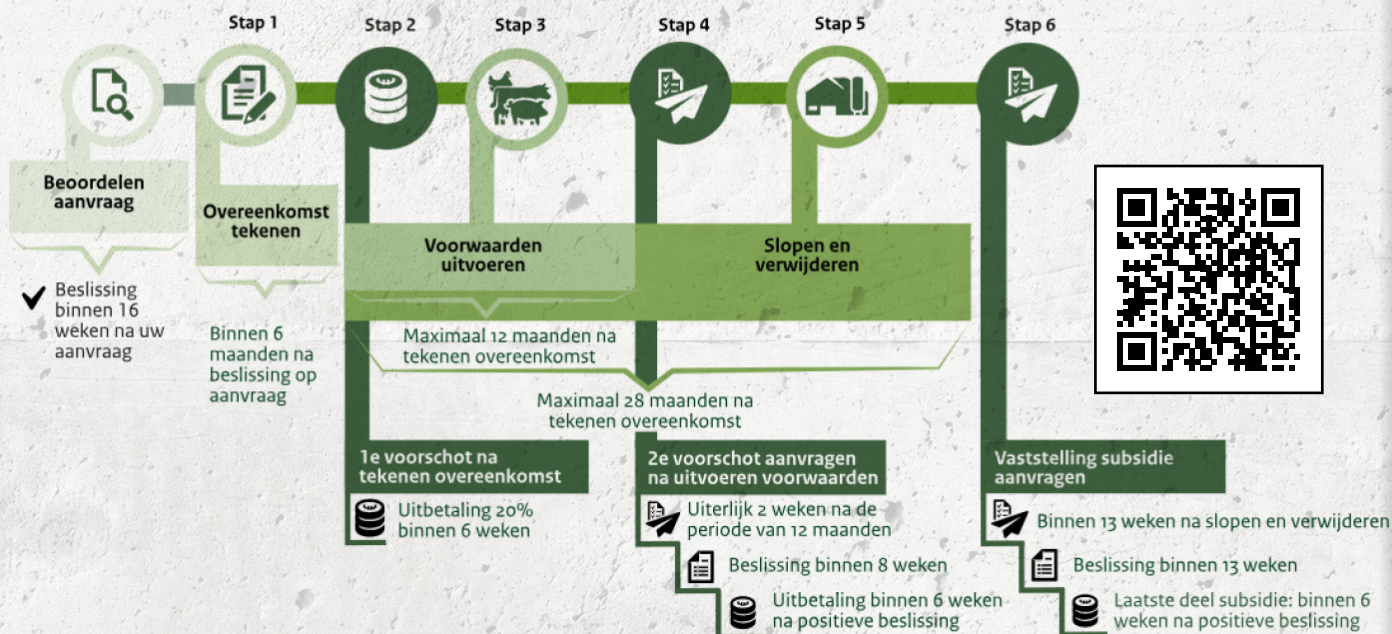 Stap 1
Stap 2
Stap 3
Stap 4
Stap 5
Stap 6
Beoordelen
aanvraag
Beslissing
binnen 16
weken na uw
aanvraag
Overeenkomst
tekenen
Binnen 6
maanden na
beslissing op
aanvraag
Voorwaarden
uitvoeren
Maximaal 12 maanden na
tekenen overeenkomst
Slopen en
verwijderen
Maximaal 28 maanden na
tekenen overeenkomst
1e voorschot na
tekenen overeenkomst
Uitbetaling 20%
binnen 6 weken
2e voorschot aanvragen
na uitvoeren voorwaarden
Uiterlijk 2 weken na de
periode van 12 maanden
Beslissing binnen 8 weken
Uitbetaling binnen 6 weken
na positieve beslissing
Vaststelling subsidie
aanvragen
Binnen 13 weken na slopen en verwijderen
Beslissing binnen 13 weken
Laatste deel subsidie: binnen 6
weken na positieve beslissing